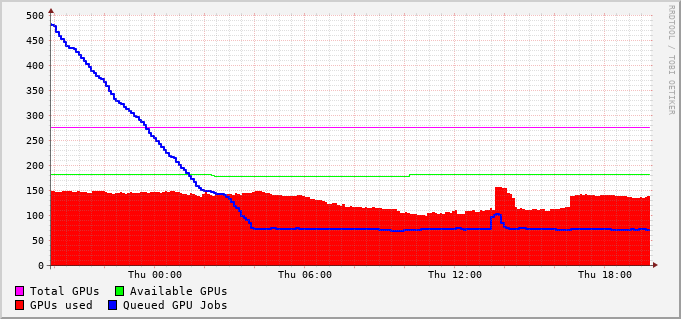 500
450
400
350
300
250
200
150
100
50
0
Thu 00:00 Thu 06:00 Thu 12:00 Thu 18:00
Total GPUs Available GPUs
GPUs used Queued GPU Jobs
RRDTOOL / TOBI OETIKER